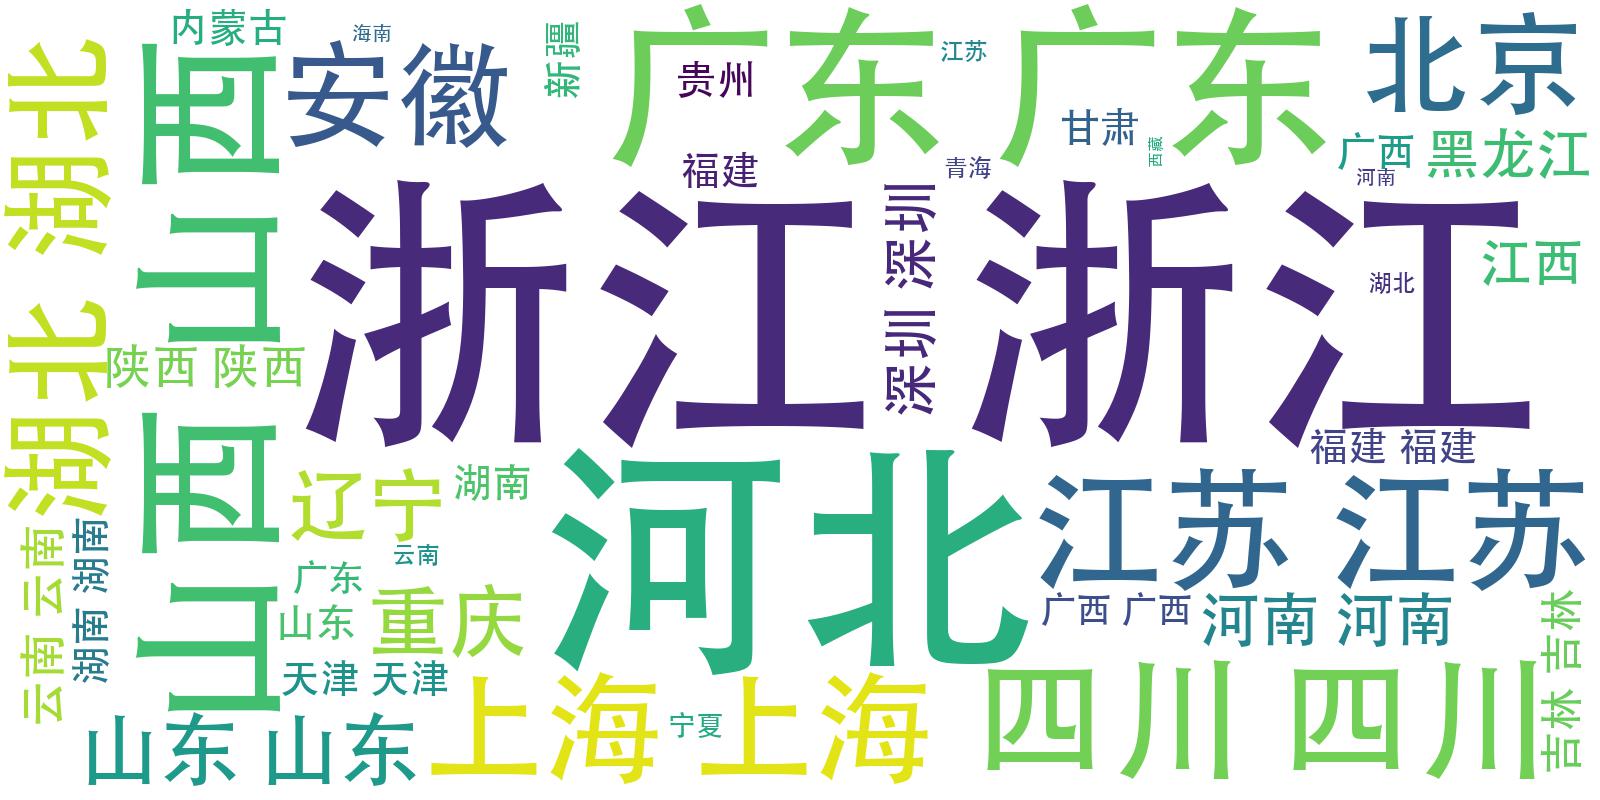 湖北 湖北
内蒙古
海南
山西 山西
安徽
新疆
广东 广东
贵州
江苏
北京
甘肃
西藏
广西
黑龙江
福建
青海
河南
浙江 浙江
深圳 深圳
江西
湖北
陕西 陕西
福建 福建
辽宁
湖南
河北
江苏 江苏
云南 云南
湖南 湖南
云南
广东
山东
重庆
广西 广西
河南 河南
吉林 吉林
天津 天津
上海 上海
四川 四川
宁夏
山东 山东